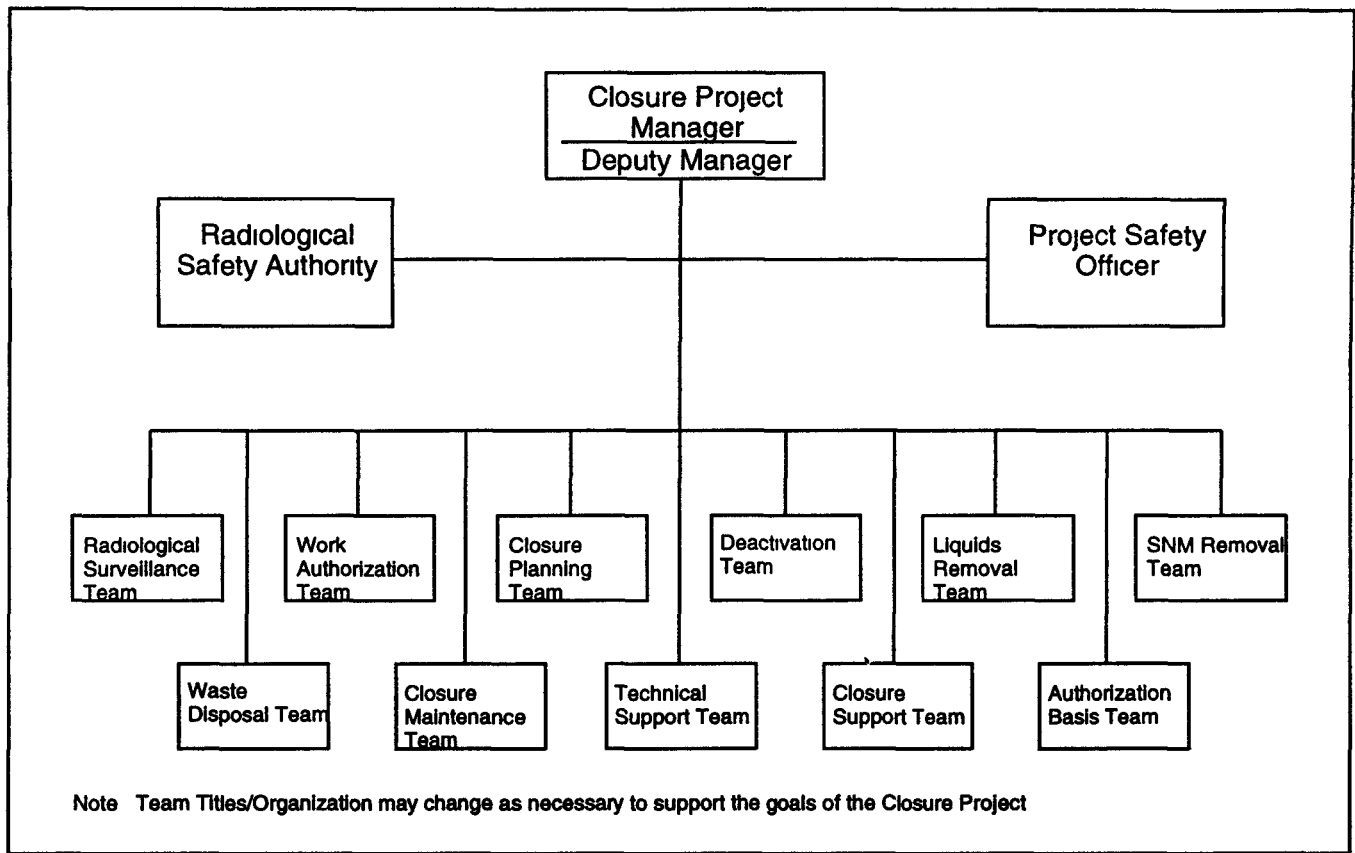 Closure Project
Manager
Deputy Manager
Radiological
Safety Authority
Project Safety
Officer
Radiological
Surveillance
Team
Work
Authorization
Team
Closure
Planning
Team
Deactivation
Team
Liquids
Removal
Team
SNM Removal
Team
Waste
Disposal Team
Closure
Maintenance
Team
Technical
Support Team
Closure
Support Team
Authorization
Basis Team
Note Team Titles/Organization may change as necessary to support the goals of the Closure Project